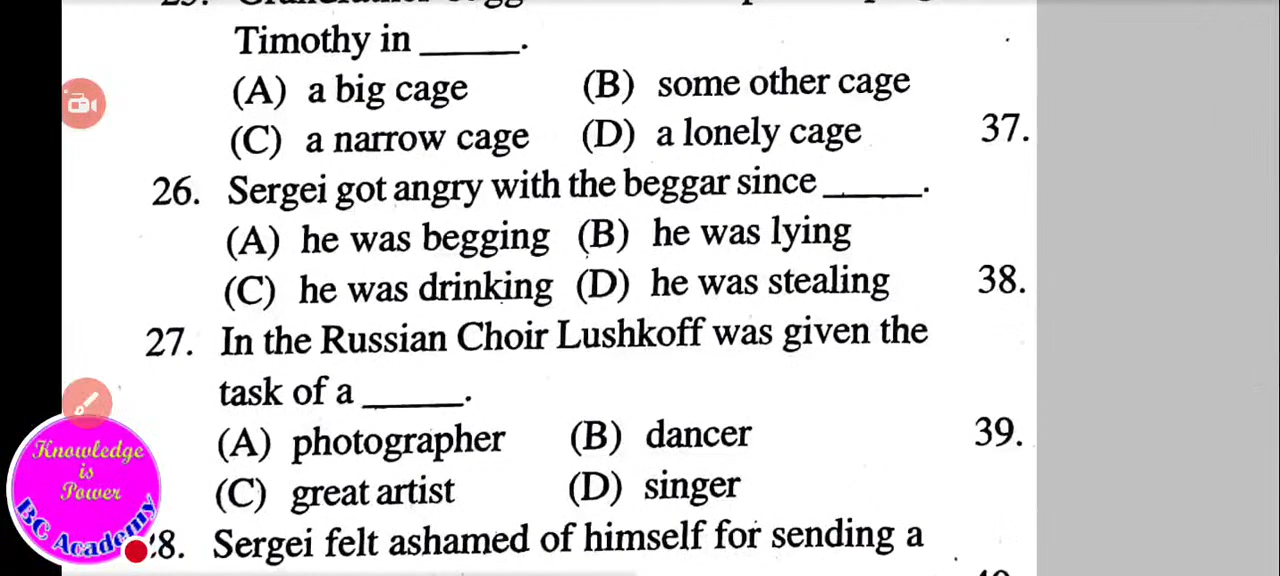 Timothy in ______.
(A) a big cage (B) some other cage
(C) a narrow cage (D) a lonely cage 37.
26. Sergei got angry with the beggar since ______.
(A) he was begging (B) he was lying
(C) he was drinking (D) he was stealing 38.
27. In the Russian Choir Lushkoff was given the
task of a ______.
(A) photographer (B) dancer 39.
(C) great artist (D) singer
Knowledge
is
Power
BC Academy
8. Sergei felt ashamed of himself for sending a